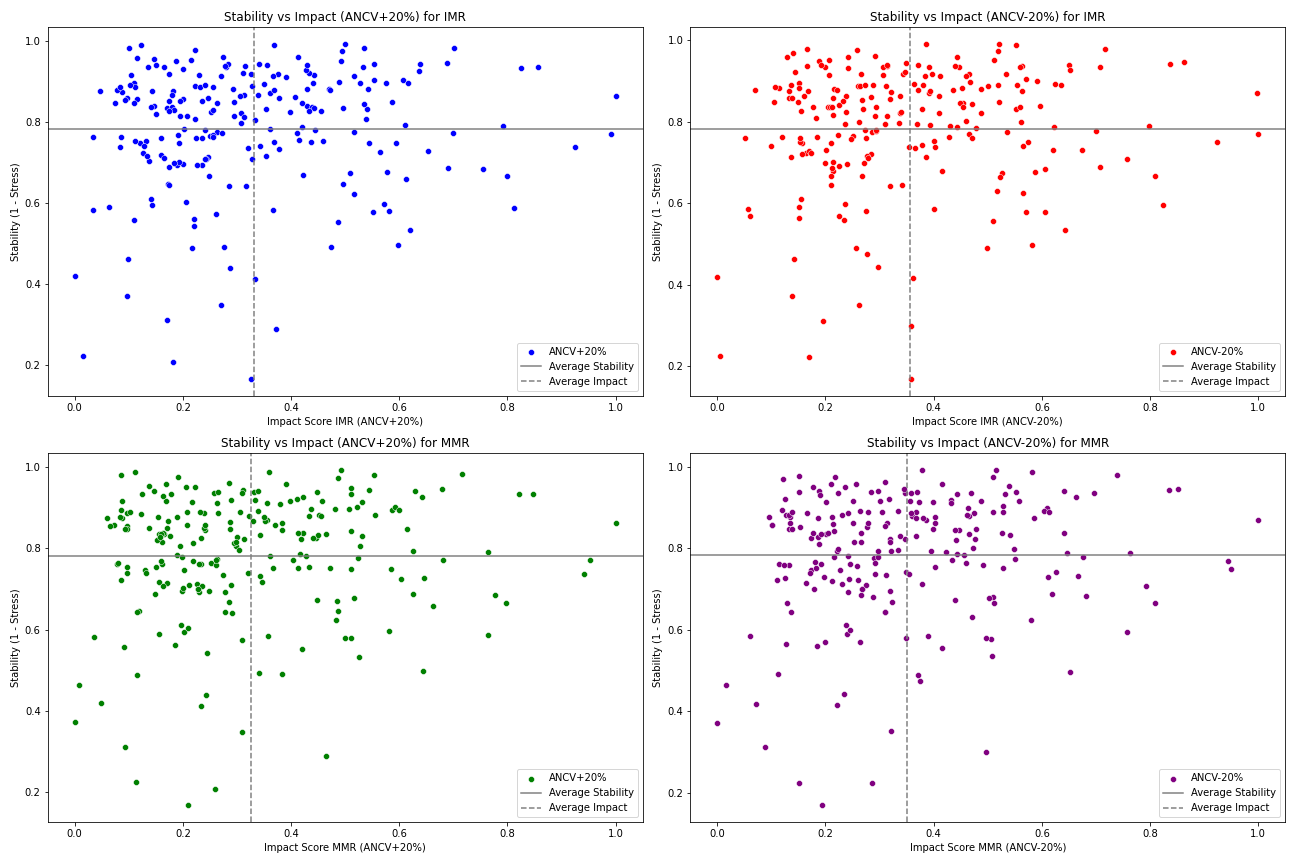 Stability vs Impact (ANCV+20%) for IMR
Stability (1 - Stress)
1.0
0.8
0.6
0.4
0.2
ANCV+20%
Average Stability
Average Impact
0.0 0.2 0.4 0.6 0.8 1.0
Impact Score IMR (ANCV+20%)
Stability vs Impact (ANCV-20%) for IMR
Stability (1 - Stress)
1.0
0.8
0.6
0.4
0.2
ANCV-20%
Average Stability
Average Impact
0.0 0.2 0.4 0.6 0.8 1.0
Impact Score IMR (ANCV-20%)
Stability vs Impact (ANCV+20%) for MMR
Stability (1 - Stress)
1.0
0.8
0.6
0.4
0.2
ANCV+20%
Average Stability
Average Impact
0.0 0.2 0.4 0.6 0.8 1.0
Impact Score MMR (ANCV+20%)
Stability vs Impact (ANCV-20%) for MMR
Stability (1 - Stress)
1.0
0.8
0.6
0.4
0.2
ANCV-20%
Average Stability
Average Impact
0.0 0.2 0.4 0.6 0.8 1.0
Impact Score MMR (ANCV-20%)